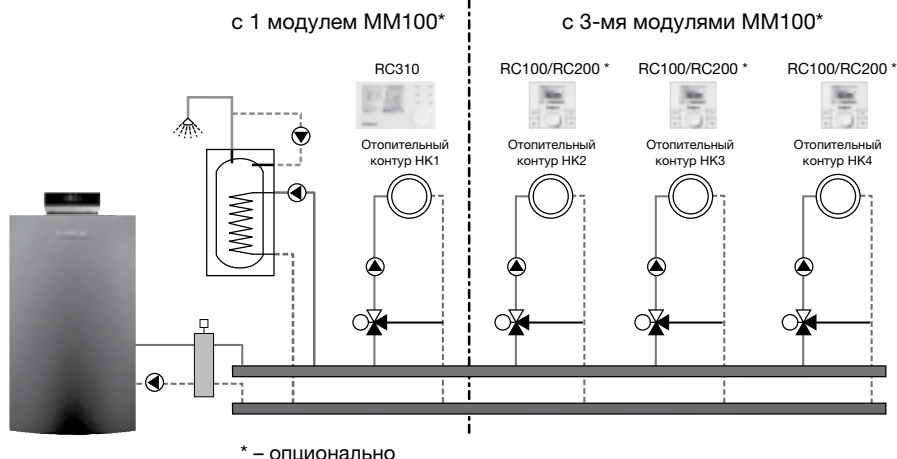 с 1 модулем MM100*
с 3-мя модулями MM100*
RC310
RC100/RC200 *
RC100/RC200 *
RC100/RC200 *
Отопительный
контур НК1
Отопительный
контур НК2
Отопительный
контур НК3
Отопительный
контур НК4
* – опционально